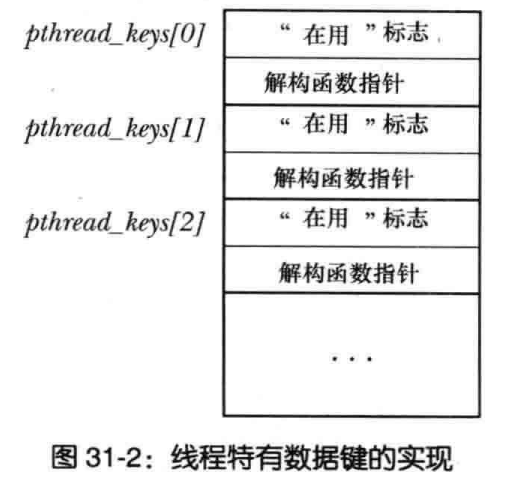 pthread_keys[0]
“ 在用 ”标志
解构函数指针
pthread_keys[1]
“ 在用 ”标志
解构函数指针
pthread_keys[2]
“ 在用 ”标志
解构函数指针
...
图 31-2：线程特有数据键的实现